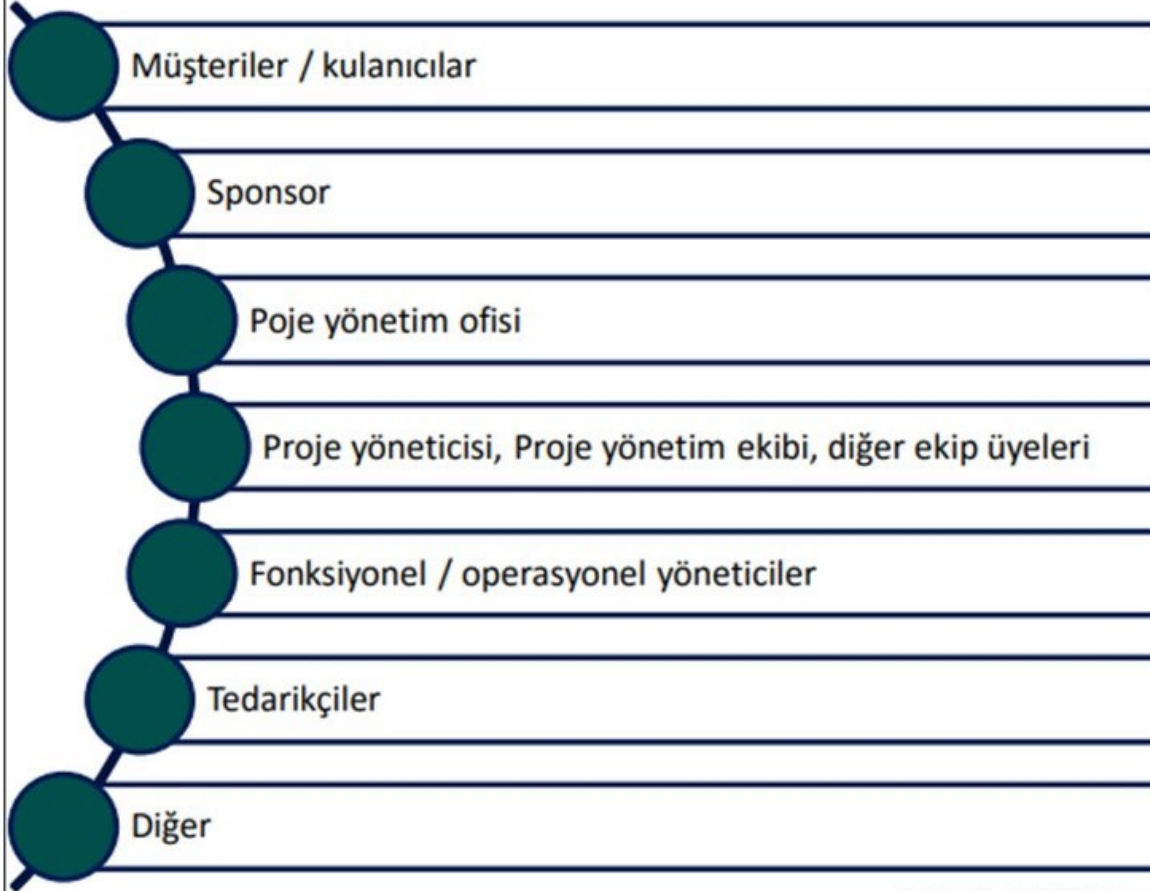 Müşteriler / kulanıcılar
Sponsor
Poje yönetim ofisi
Proje yöneticisi, Proje yönetim ekibi, diğer ekip üyeleri
Fonksiyonel / operasyonel yöneticiler
Tedarikçiler
Diğer